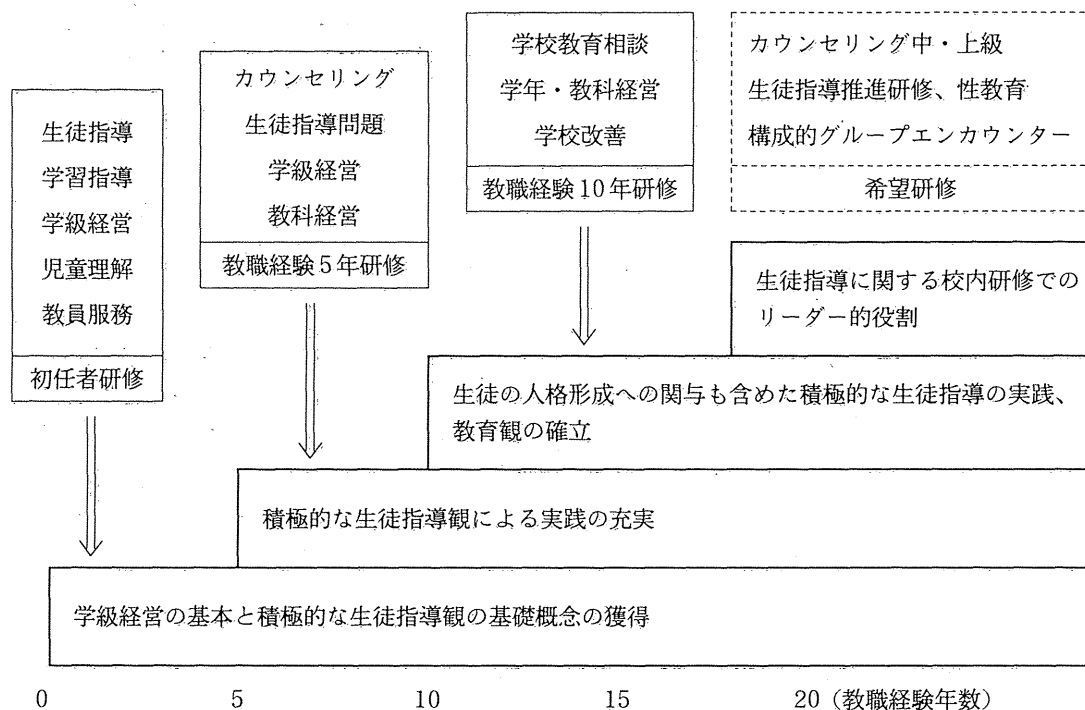 生徒指導
学習指導
学級経営
児童理解
教員服務
初任者研修
カウンセリング
生徒指導問題
学級経営
教科経営
教職経験5年研修
学校教育相談
学年・教科経営
学校改善
教職経験10年研修
カウンセリング中・上級
生徒指導推進研修、性教育
構成的グループエンカウンター
希望研修
生徒指導に関する校内研修での
リーダー的役割
生徒の人格形成への関与も含めた積極的な生徒指導の実践、
教育観の確立
積極的な生徒指導観による実践の充実
学級経営の基本と積極的な生徒指導観の基礎概念の獲得
0 5 10 15 20（教職経験年数）